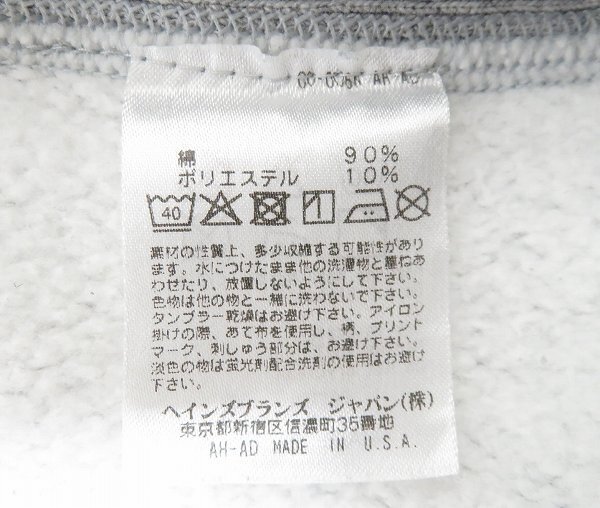 綿 90%
ポリエステル 10%
40
素材の性質上、多少収縮する可能性があり
ます。水につけたまま他の洗濯物と重ねあ
わせたり、放置しないようにして下さい。
色物は他の物と一緒に洗わないで下さい。
タンブラー乾燥はお避け下さい。アイロン
掛けの際、あて布を使用し、柄、プリント
マーク、刺しゅう部分は、お避け下さい。
淡色の物は蛍光剤配合洗剤の使用はお避け
下さい。
ヘインズブランズ ジャパン(株)
東京都新宿区信濃町35番地
AH-AD MADE IN U.S.A.